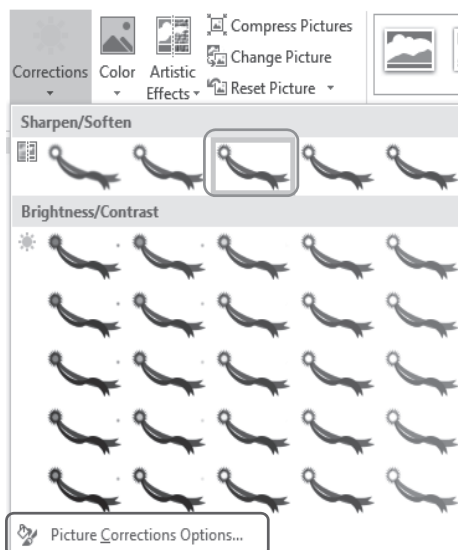 Compress Pictures
Change Picture
Corrections Color Artistic Effects Reset Picture
Sharpen/Soften
Brightness/Contrast
Picture Corrections Options...